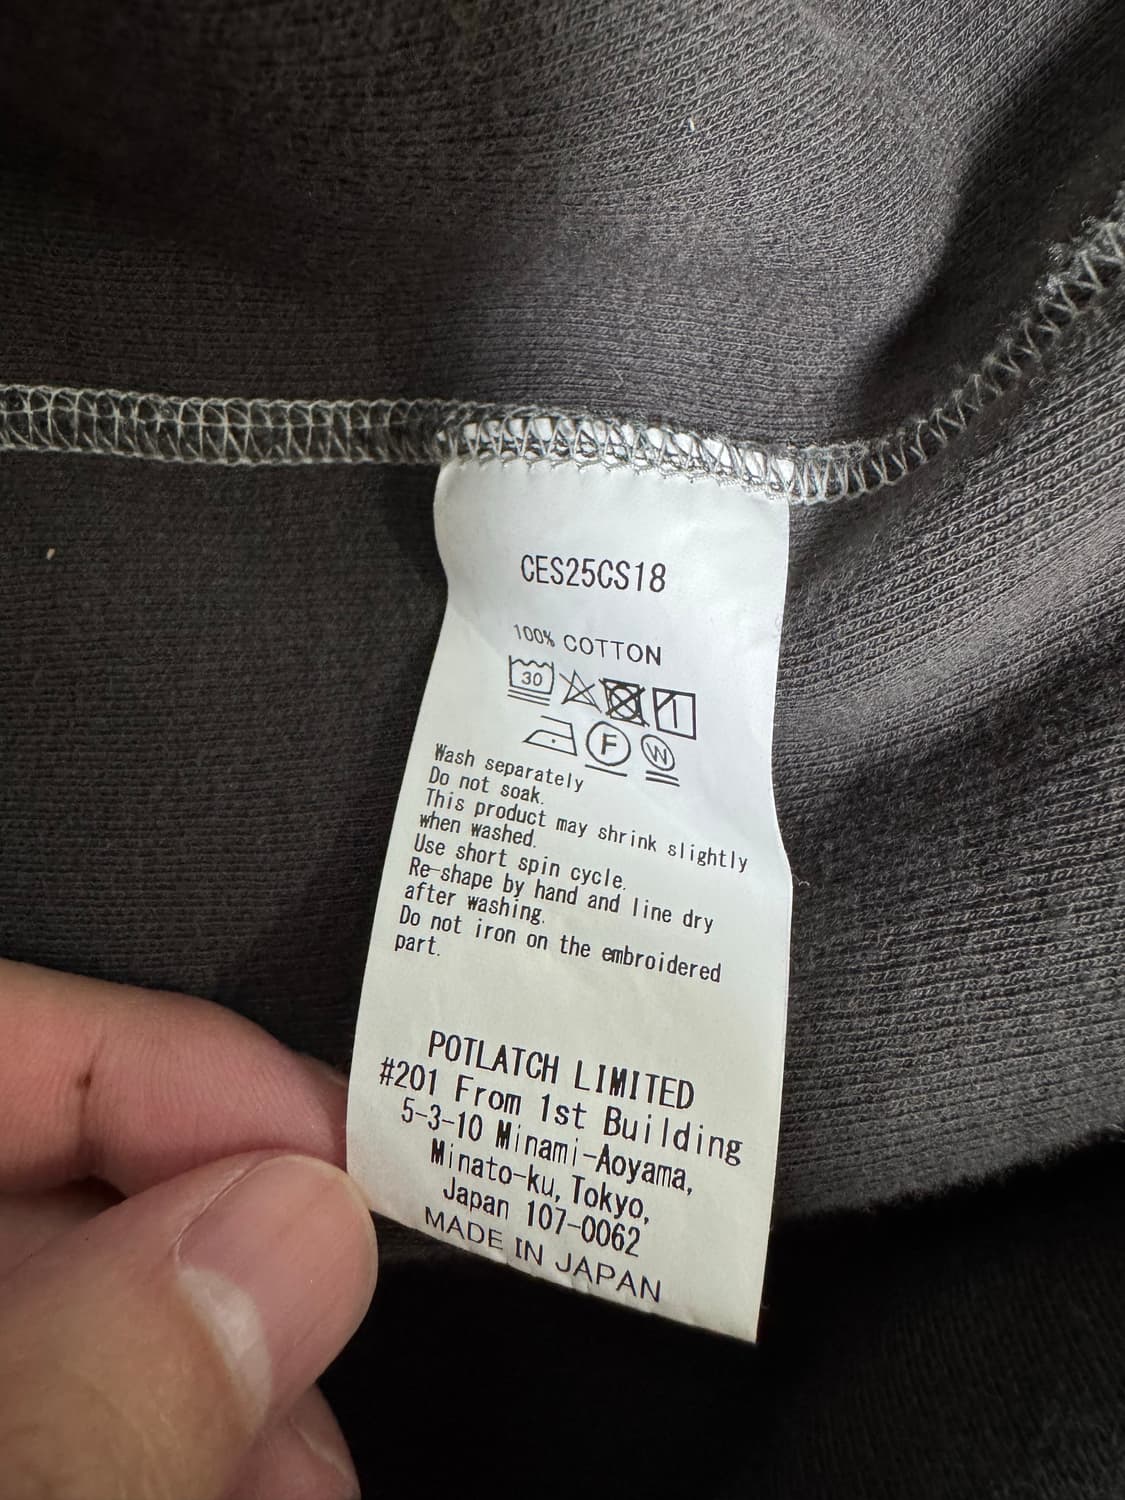 CES25CS18
100% COTTON
30
F W
Wash separately
Do not soak.
This product may shrink slightly
when washed.
Use short spin cycle.
Re-shape by hand and line dry
after washing.
Do not iron on the embroidered
part.
POTLATCH LIMITED
#201 From 1st Building
5-3-10 Minami-Aoyama,
Minato-ku, Tokyo,
Japan 107-0062
MADE IN JAPAN